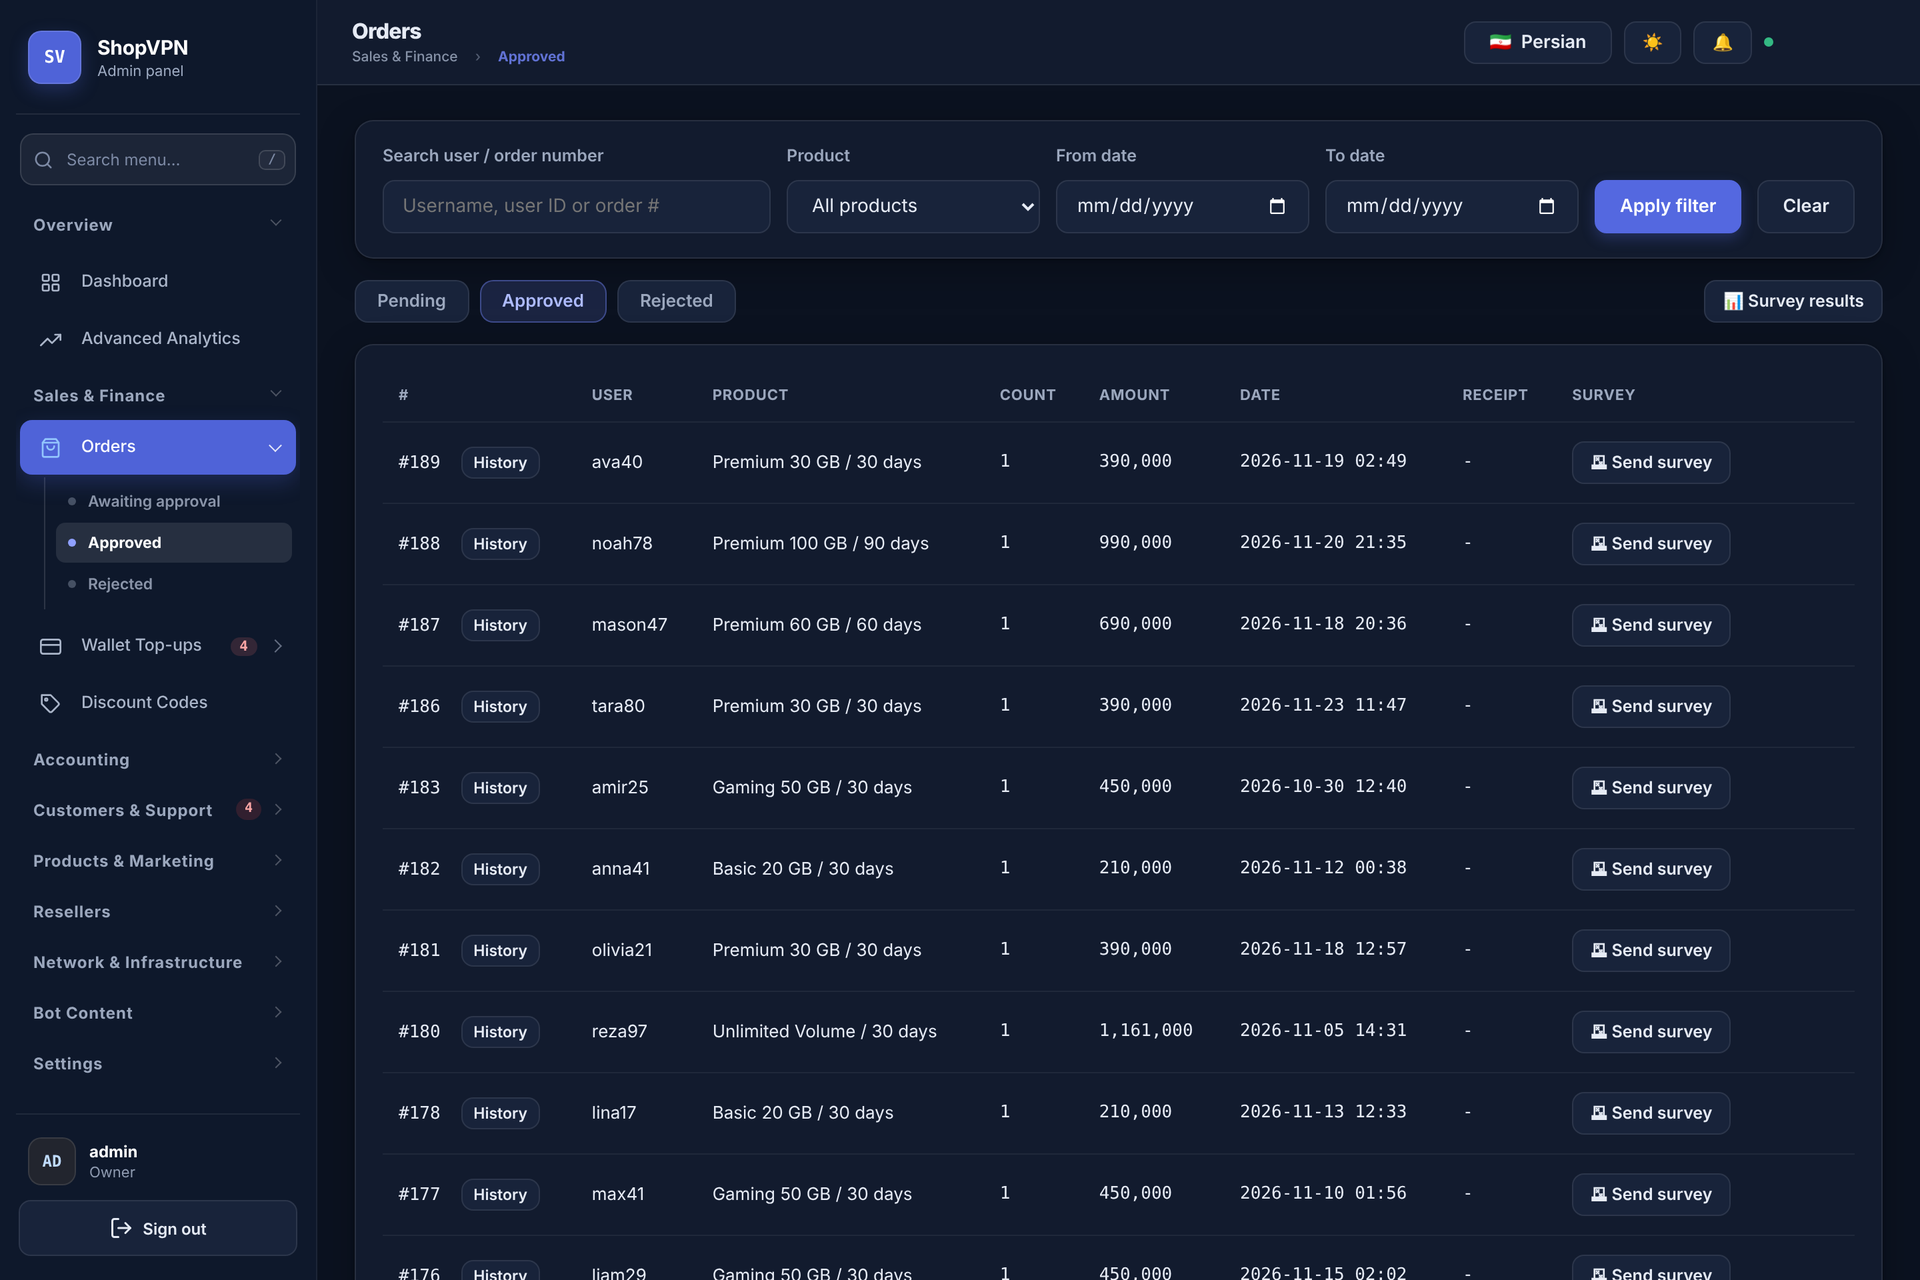 SV
ShopVPN
Admin panel
Search menu...
/
Overview
Dashboard
Advanced Analytics
Sales & Finance
Orders
Awaiting approval
Approved
Rejected
Wallet Top-ups 4
Discount Codes
Accounting
Customers & Support 4
Products & Marketing
Resellers
Network & Infrastructure
Bot Content
Settings
AD
admin
Owner
Sign out
Orders
Sales & Finance › Approved
Persian
Search user / order number Product From date To date
Username, user ID or order # All products mm/dd/yyyy mm/dd/yyyy Apply filter Clear
Pending Approved Rejected Survey results
# USER PRODUCT COUNT AMOUNT DATE RECEIPT SURVEY
#189 History ava40 Premium 30 GB / 30 days 1 390,000 2026-11-19 02:49 - Send survey
#188 History noah78 Premium 100 GB / 90 days 1 990,000 2026-11-20 21:35 - Send survey
#187 History mason47 Premium 60 GB / 60 days 1 690,000 2026-11-18 20:36 - Send survey
#186 History tara80 Premium 30 GB / 30 days 1 390,000 2026-11-23 11:47 - Send survey
#183 History amir25 Gaming 50 GB / 30 days 1 450,000 2026-10-30 12:40 - Send survey
#182 History anna41 Basic 20 GB / 30 days 1 210,000 2026-11-12 00:38 - Send survey
#181 History olivia21 Premium 30 GB / 30 days 1 390,000 2026-11-18 12:57 - Send survey
#180 History reza97 Unlimited Volume / 30 days 1 1,161,000 2026-11-05 14:31 - Send survey
#178 History lina17 Basic 20 GB / 30 days 1 210,000 2026-11-13 12:33 - Send survey
#177 History max41 Gaming 50 GB / 30 days 1 450,000 2026-11-10 01:56 - Send survey
#176 History liam29 Gaming 50 GB / 30 days 1 450,000 2026-11-15 02:02 - Send survey